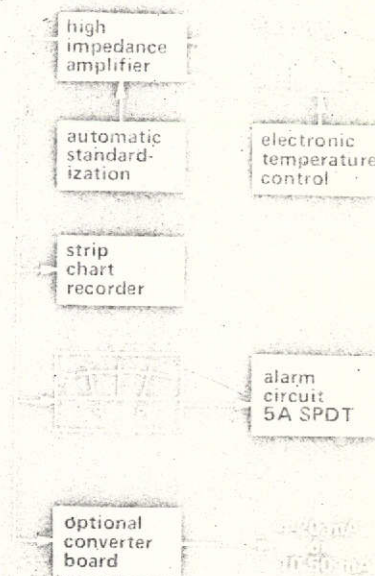 high
impedance
amplifier
automatic
standard-
ization
electronic
temperature
control
strip
chart
recorder
alarm
circuit
5A SPDT
optional
converter
board